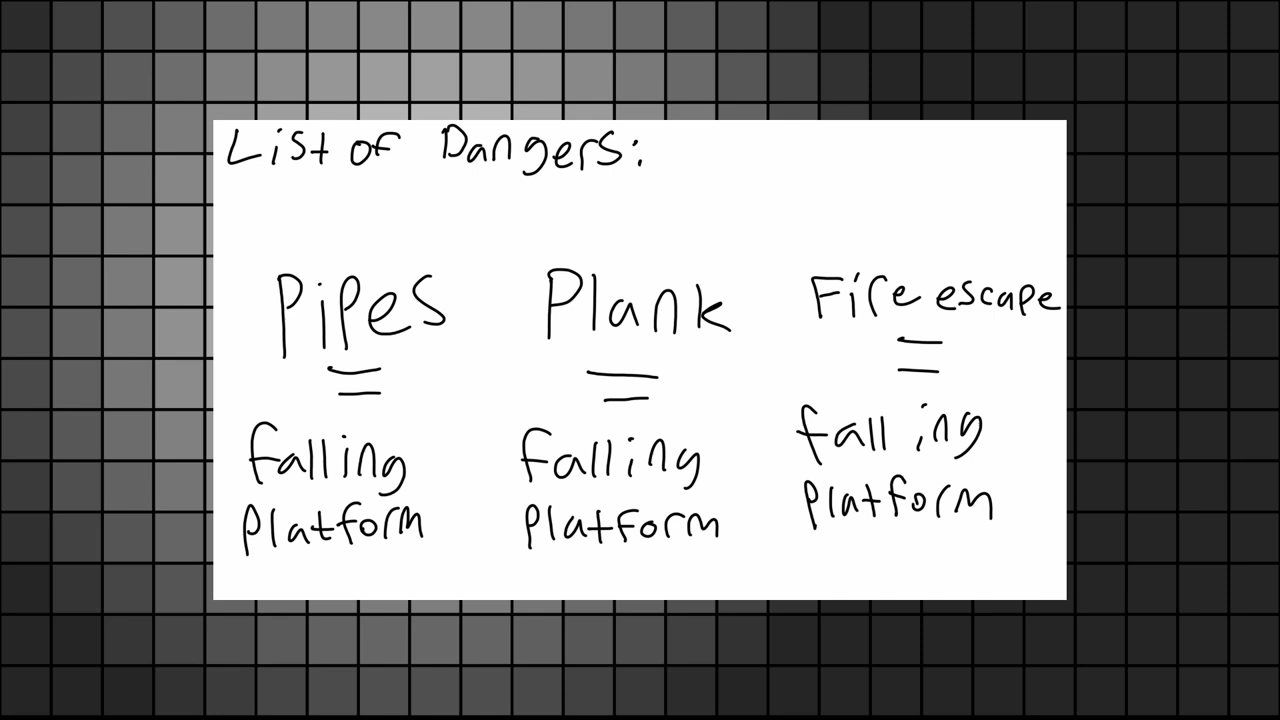 List of Dangers:
Pipes Plank Fire escape
= = =
falling falling falling
platform platform platform